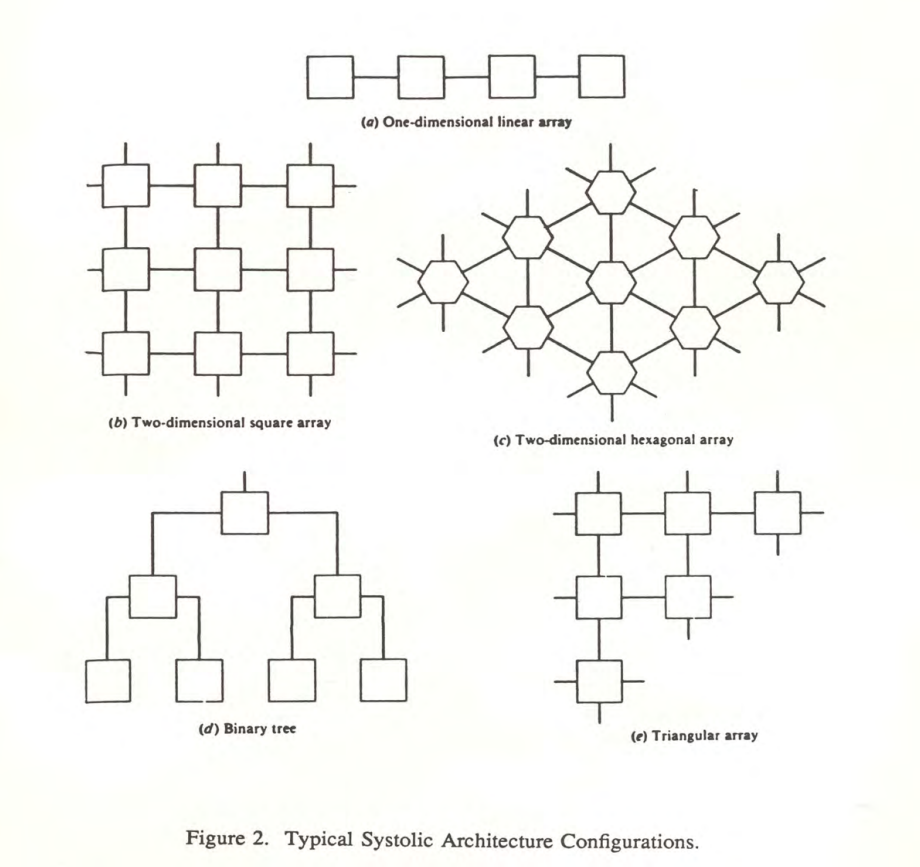 (a) One-dimensional linear array
(b) Two-dimensional square array
(c) Two-dimensional hexagonal array
(d) Binary tree
(e) Triangular array
Figure 2. Typical Systolic Architecture Configurations.